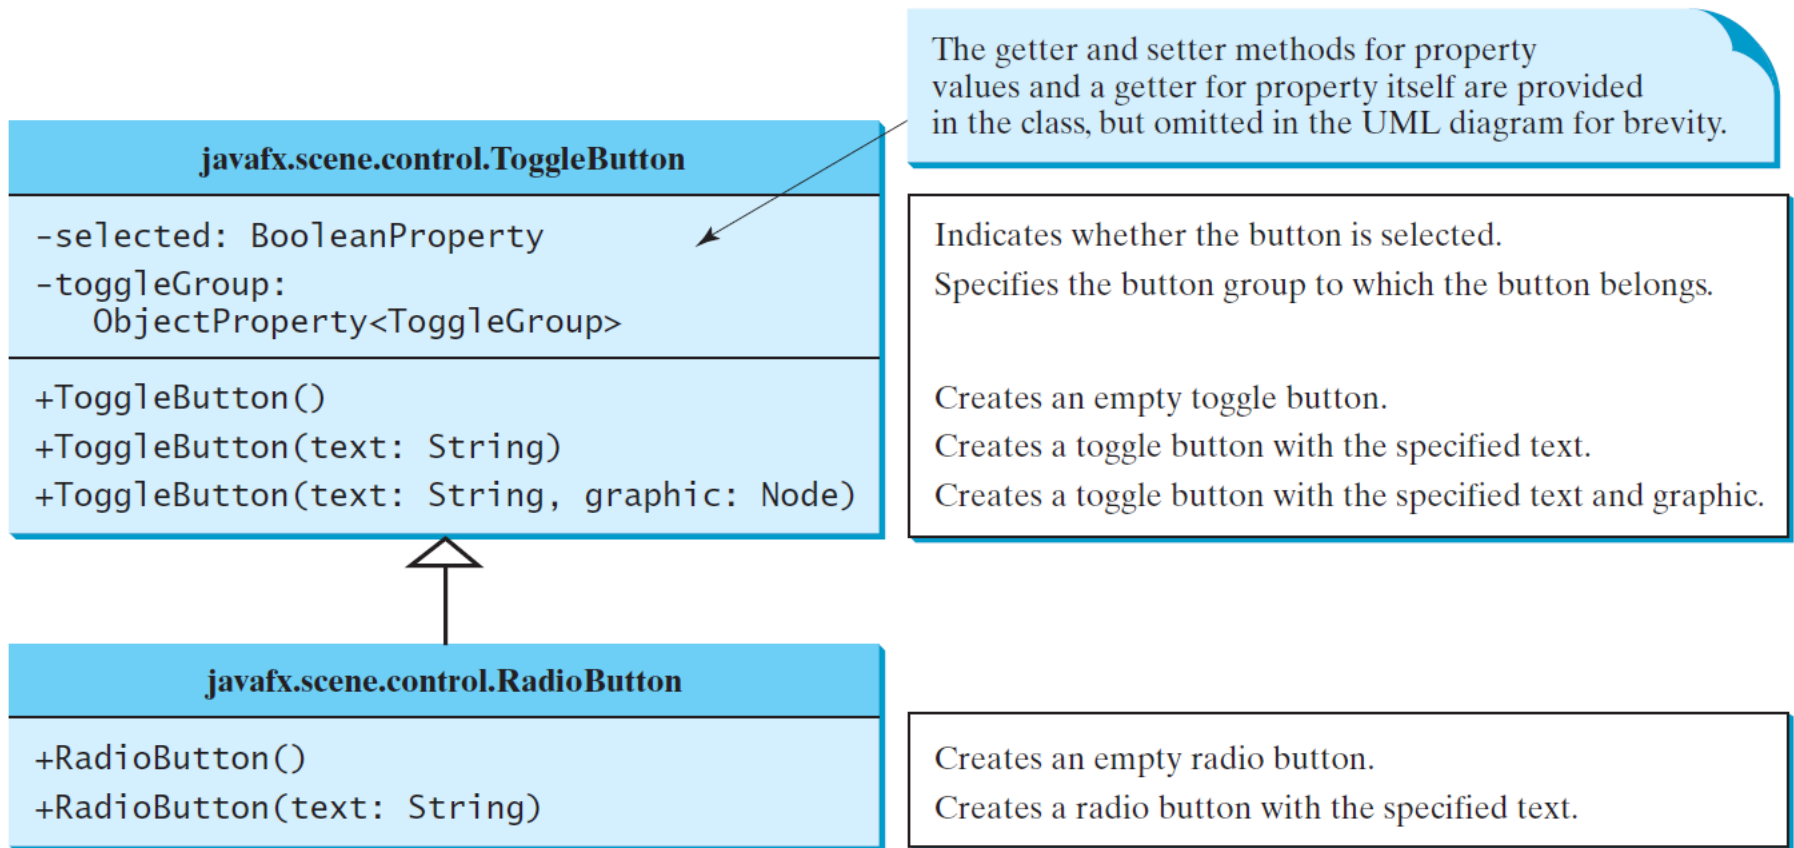 The getter and setter methods for property
values and a getter for property itself are provided
in the class, but omitted in the UML diagram for brevity.
javafx.scene.control.ToggleButton
-selected: BooleanProperty
Indicates whether the button is selected.
-toggleGroup:
Specifies the button group to which the button belongs.
ObjectProperty<ToggleGroup>
+ToggleButton()
Creates an empty toggle button.
+ToggleButton(text: String)
Creates a toggle button with the specified text.
+ToggleButton(text: String, graphic: Node)
Creates a toggle button with the specified text and graphic.
javafx.scene.control.RadioButton
+RadioButton()
Creates an empty radio button.
+RadioButton(text: String)
Creates a radio button with the specified text.